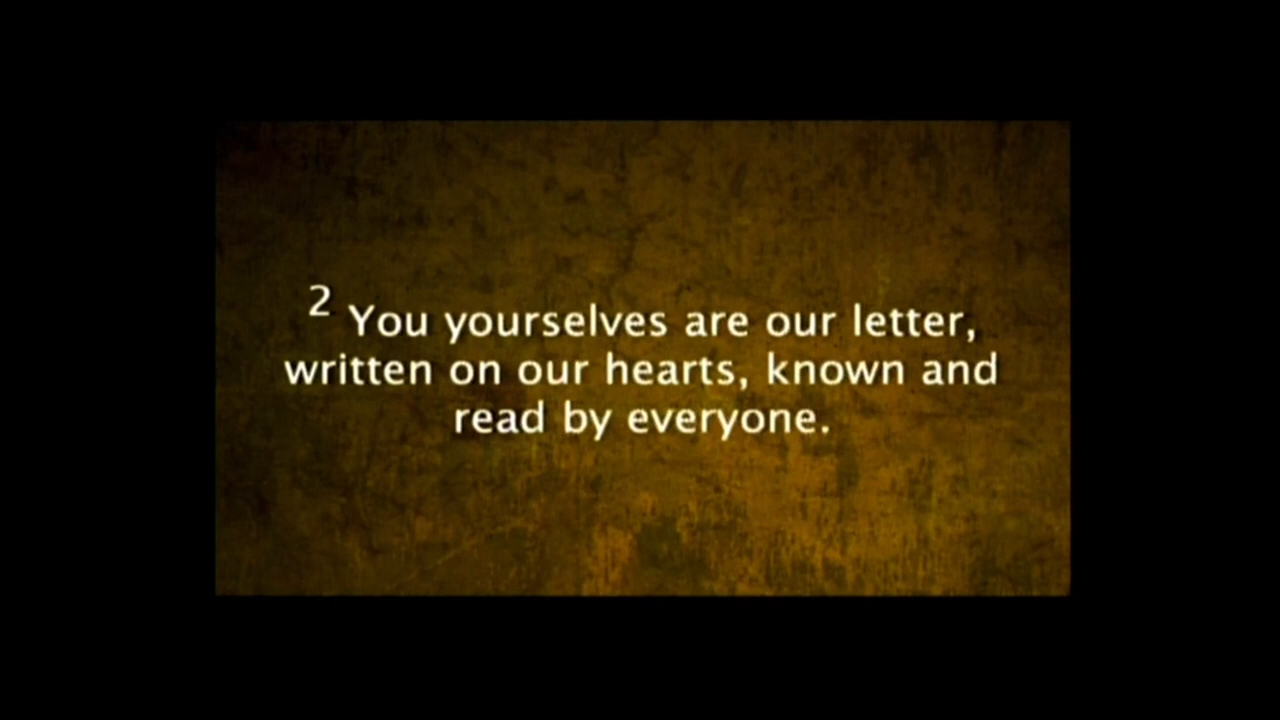 2 You yourselves are our letter,
written on our hearts, known and
read by everyone.